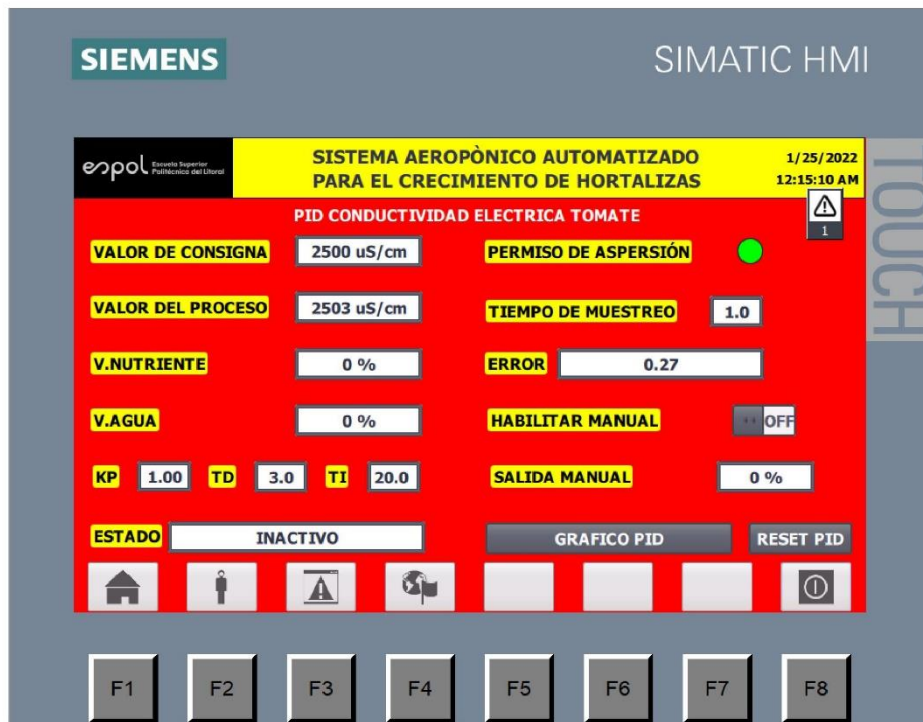 SIEMENS
SIMATIC HMI
TOUCH
espol Escuela Superior
Politécnica del Litoral
SISTEMA AEROPÒNICO AUTOMATIZADO
PARA EL CRECIMIENTO DE HORTALIZAS
1/25/2022
12:15:10 AM
1
PID CONDUCTIVIDAD ELECTRICA TOMATE
VALOR DE CONSIGNA 2500 uS/cm PERMISO DE ASPERSIÓN
VALOR DEL PROCESO 2503 uS/cm TIEMPO DE MUESTREO 1.0
V.NUTRIENTE 0 % ERROR 0.27
V.AGUA 0 % HABILITAR MANUAL OFF
KP 1.00 TD 3.0 TI 20.0 SALIDA MANUAL 0 %
ESTADO INACTIVO GRAFICO PID RESET PID
F1 F2 F3 F4 F5 F6 F7 F8